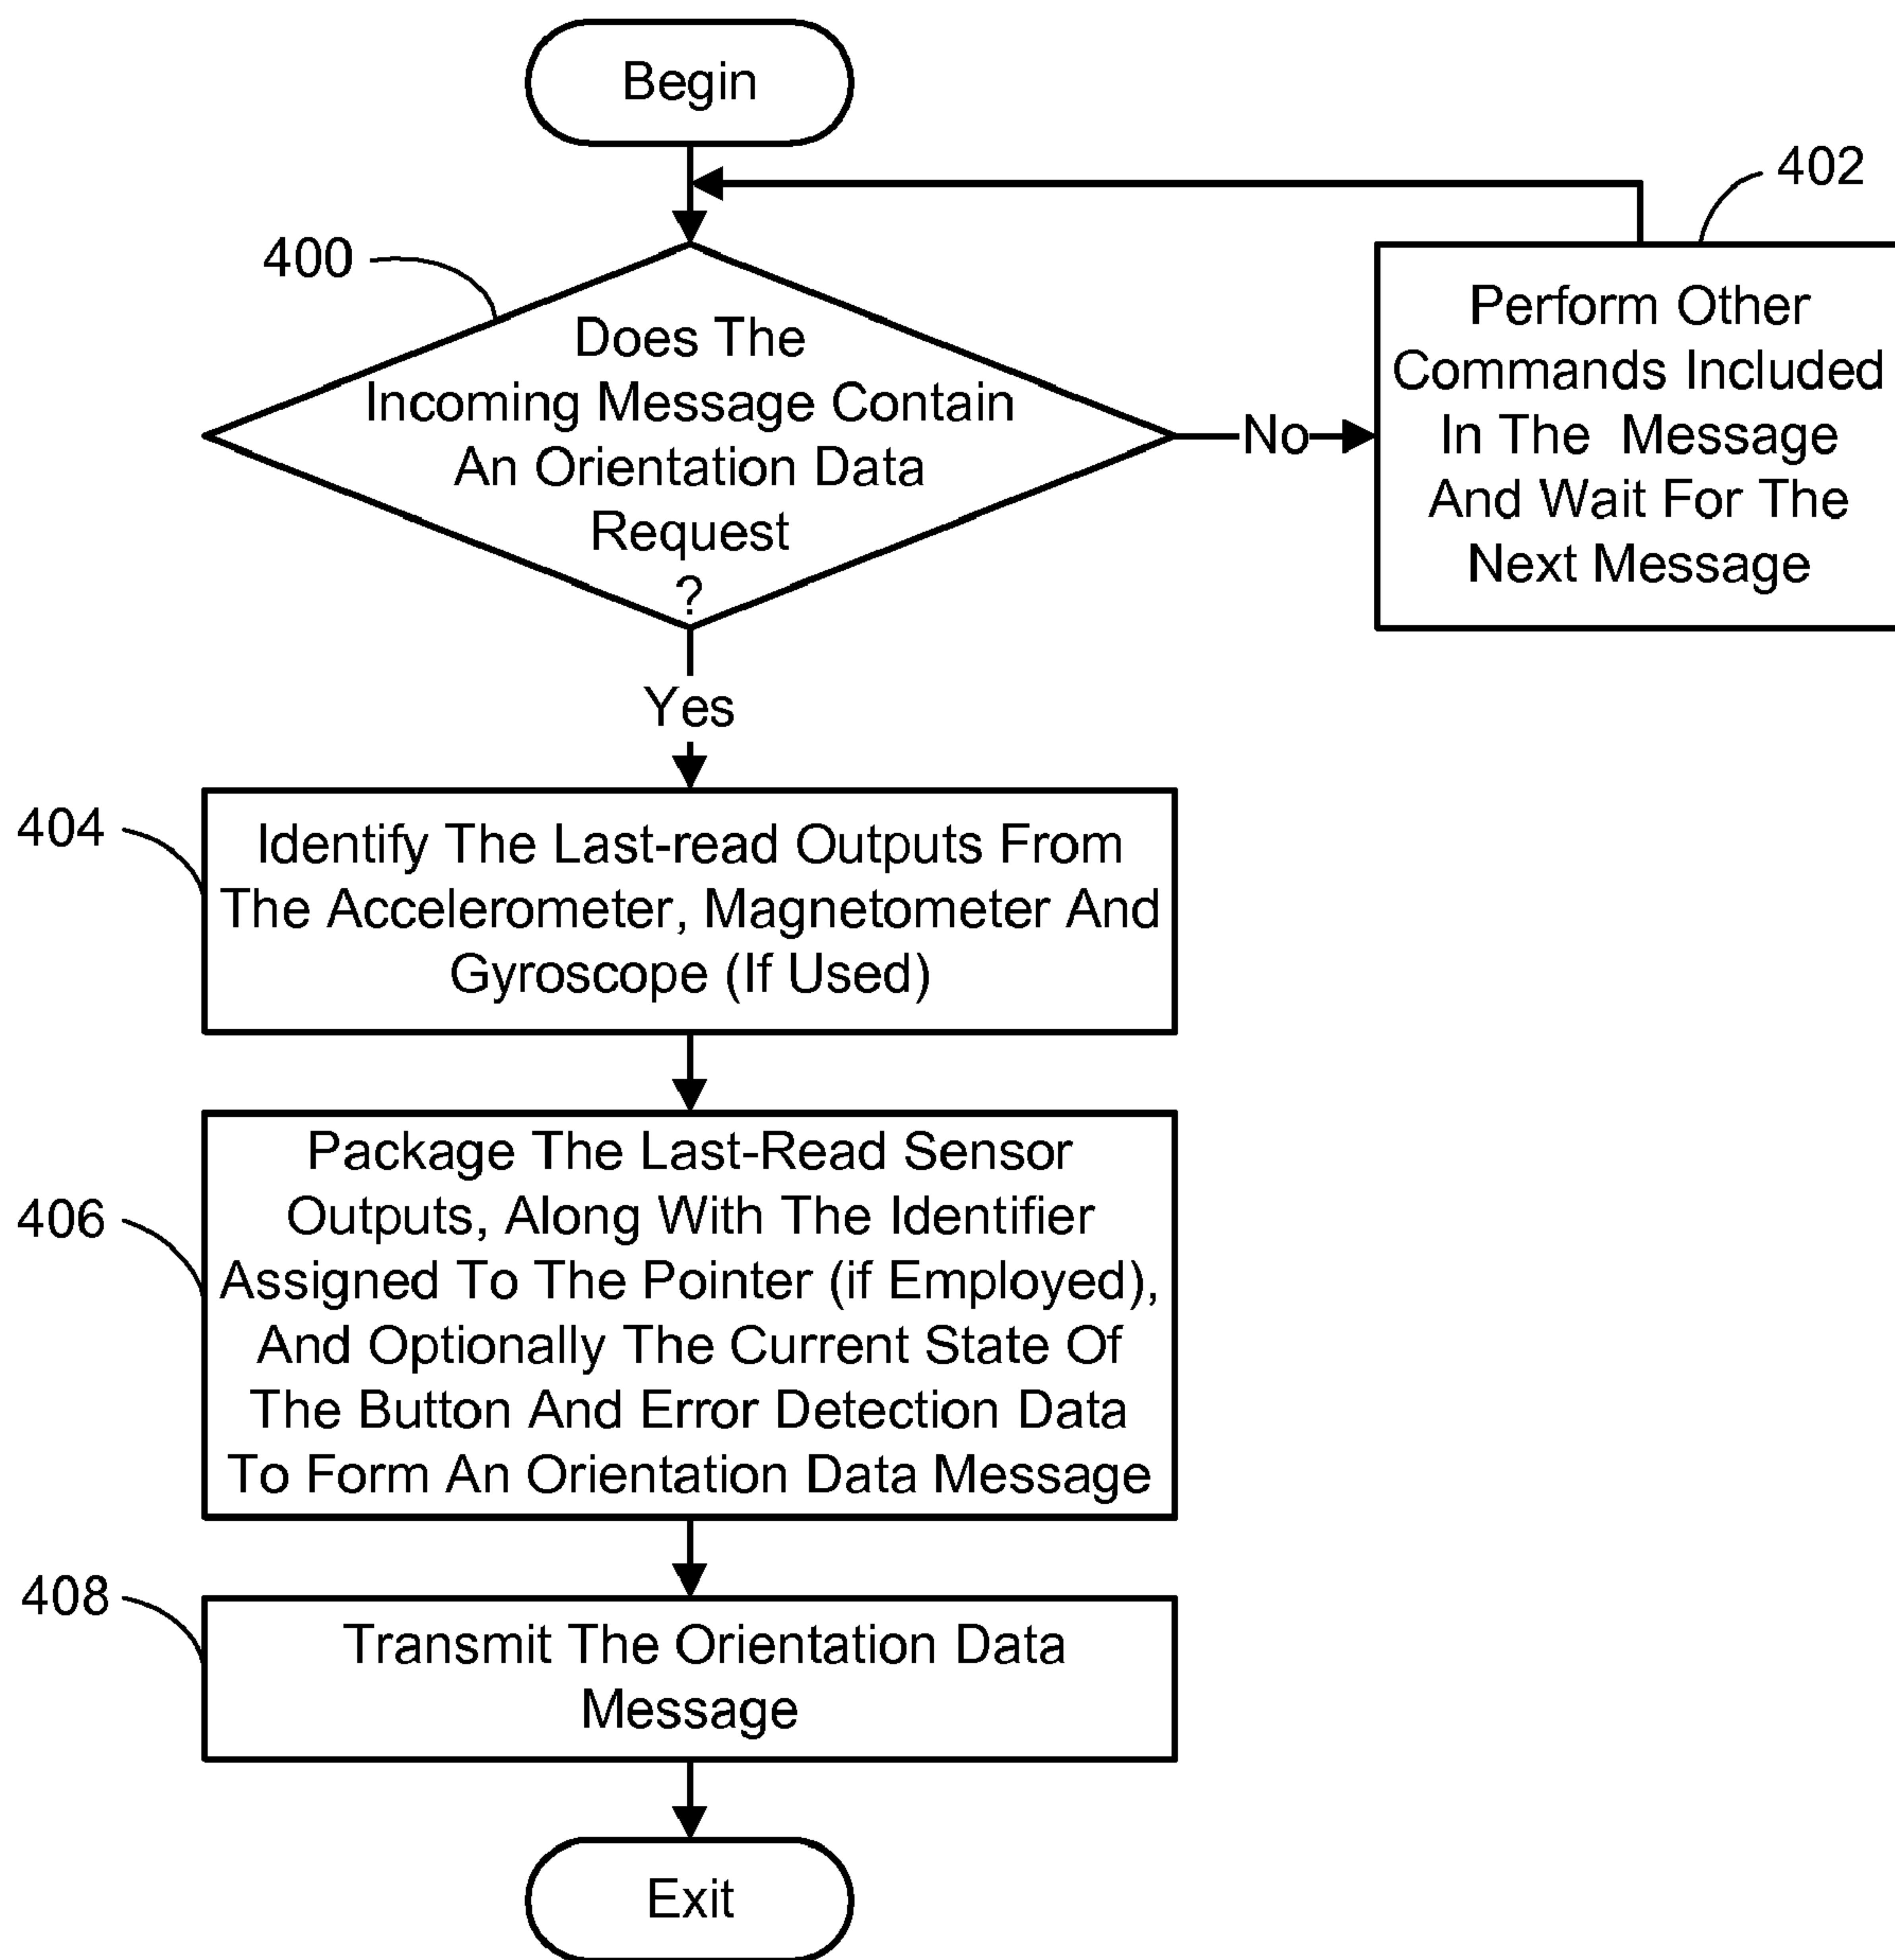 Begin
402
400
Does The
Incoming Message Contain
An Orientation Data
Request
?
No
Perform Other
Commands Included
In The Message
And Wait For The
Next Message
Yes
404
Identify The Last-read Outputs From
The Accelerometer, Magnetometer And
Gyroscope (If Used)
406
Package The Last-Read Sensor
Outputs, Along With The Identifier
Assigned To The Pointer (if Employed),
And Optionally The Current State Of
The Button And Error Detection Data
To Form An Orientation Data Message
408
Transmit The Orientation Data
Message
Exit